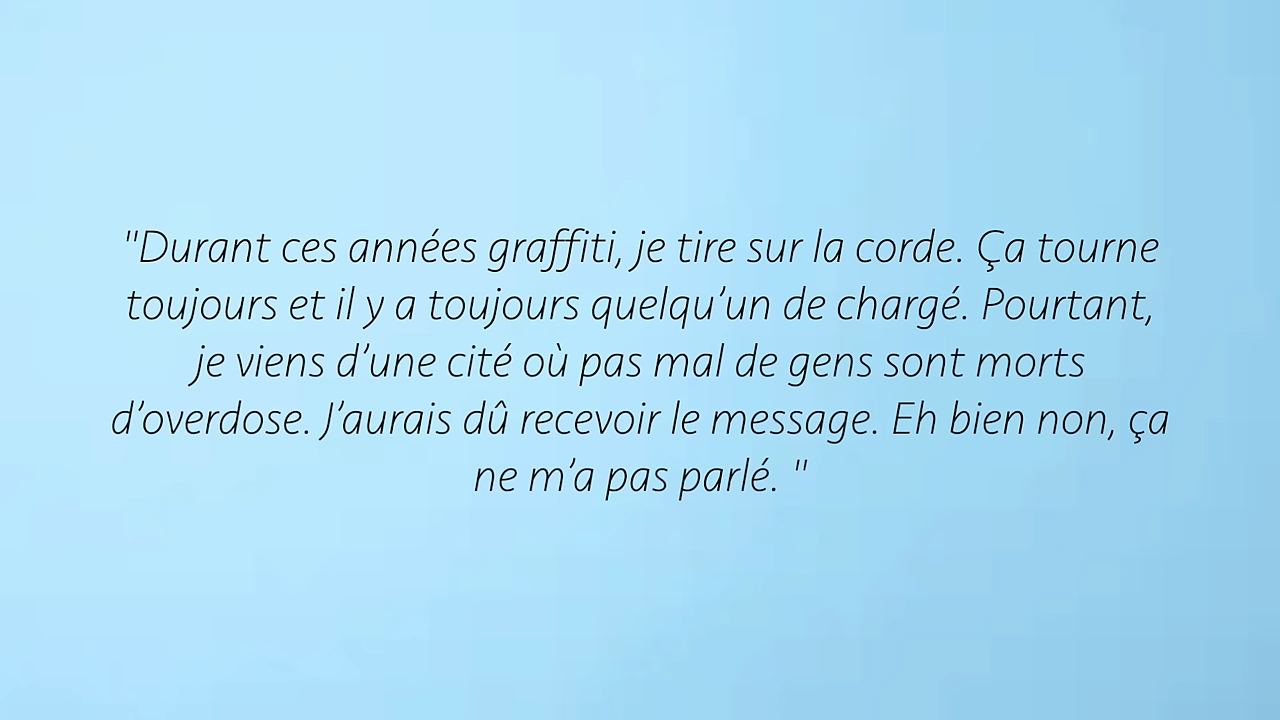 "Durant ces années graffiti, je tire sur la corde. Ça tourne
toujours et il y a toujours quelqu’un de chargé. Pourtant,
je viens d’une cité où pas mal de gens sont morts
d’overdose. J’aurais dû recevoir le message. Eh bien non, ça
ne m’a pas parlé. "